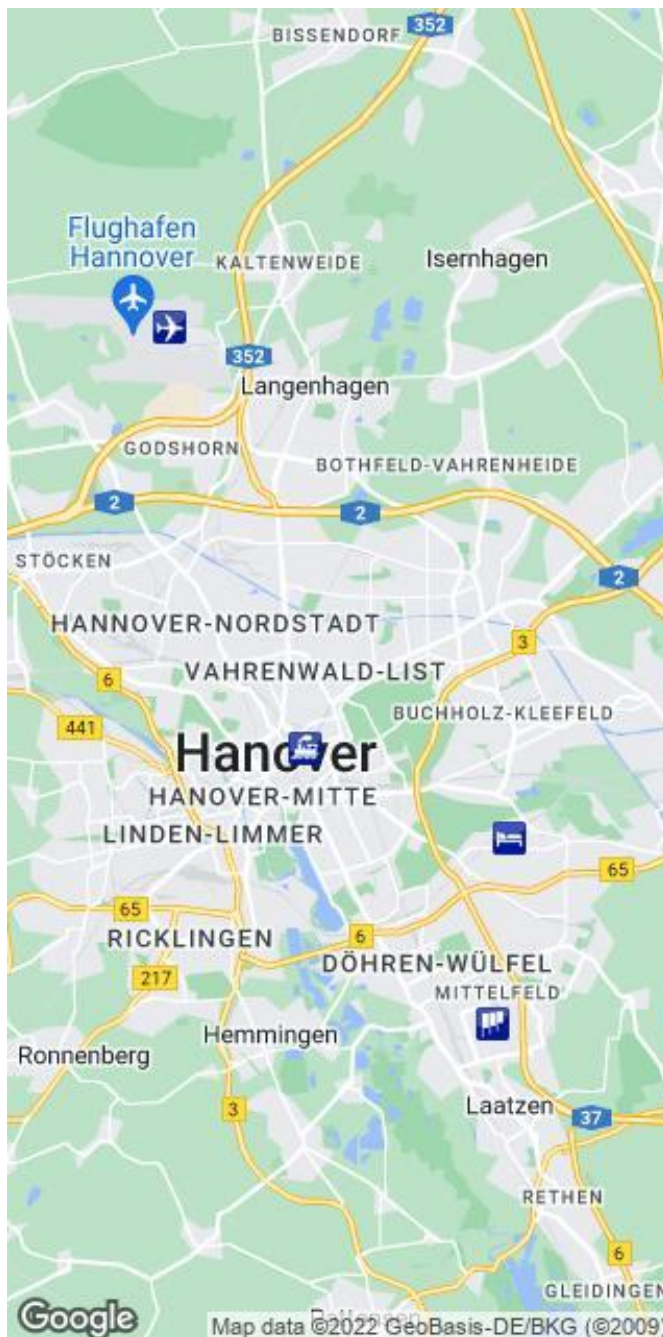 352
BISSENDORF
Flughafen
Hannover
KALTENWEIDE
Isernhagen
352
Langenhagen
GODSHORN
BOTHFELD-VAHRENHEIDE
2
2
STÖCKEN
2
HANNOVER-NORDSTADT
3
VAHRENWALD-LIST
6
BUCHHOLZ-KLEEFELD
441
Hanover
HANOVER-MITTE
LINDEN-LIMMER
65
65
RICKLINGEN
6
DÖHREN-WÜLFEL
217
MITTELFELD
Hemmingen
Ronnenberg
Laatzen
3
37
RETHEN
6
GLEIDINGEN
Google
Map data ©2022 GeoBasis-DE/BKG (©2009